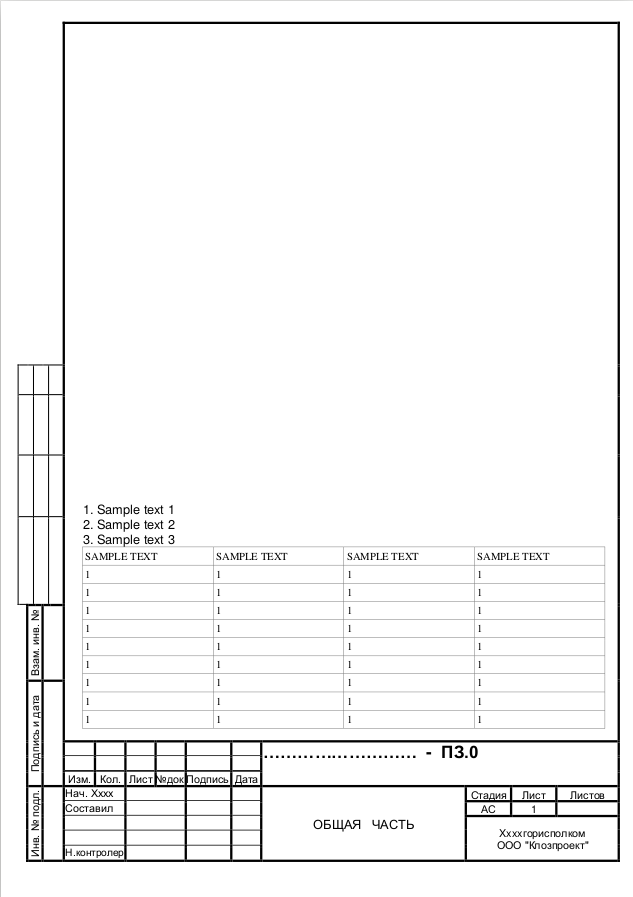 1. Sample text 1
2. Sample text 2
3. Sample text 3
SAMPLE TEXT SAMPLE TEXT SAMPLE TEXT SAMPLE TEXT
1 1 1 1
1 1 1 1
1 1 1 1
1 1 1 1
1 1 1 1
1 1 1 1
1 1 1 1
1 1 1 1
1 1 1 1
Взам. инв. №
Подпись и дата
Инв. № подл.
............................ - ПЗ.0
Изм. Кол. Лист №док Подпись Дата
Нач. Хххх
Составил
Н.контролер
ОБЩАЯ ЧАСТЬ
Стадия Лист Листов
АС 1
Ххххгорисполком
ООО "Клозпроект"